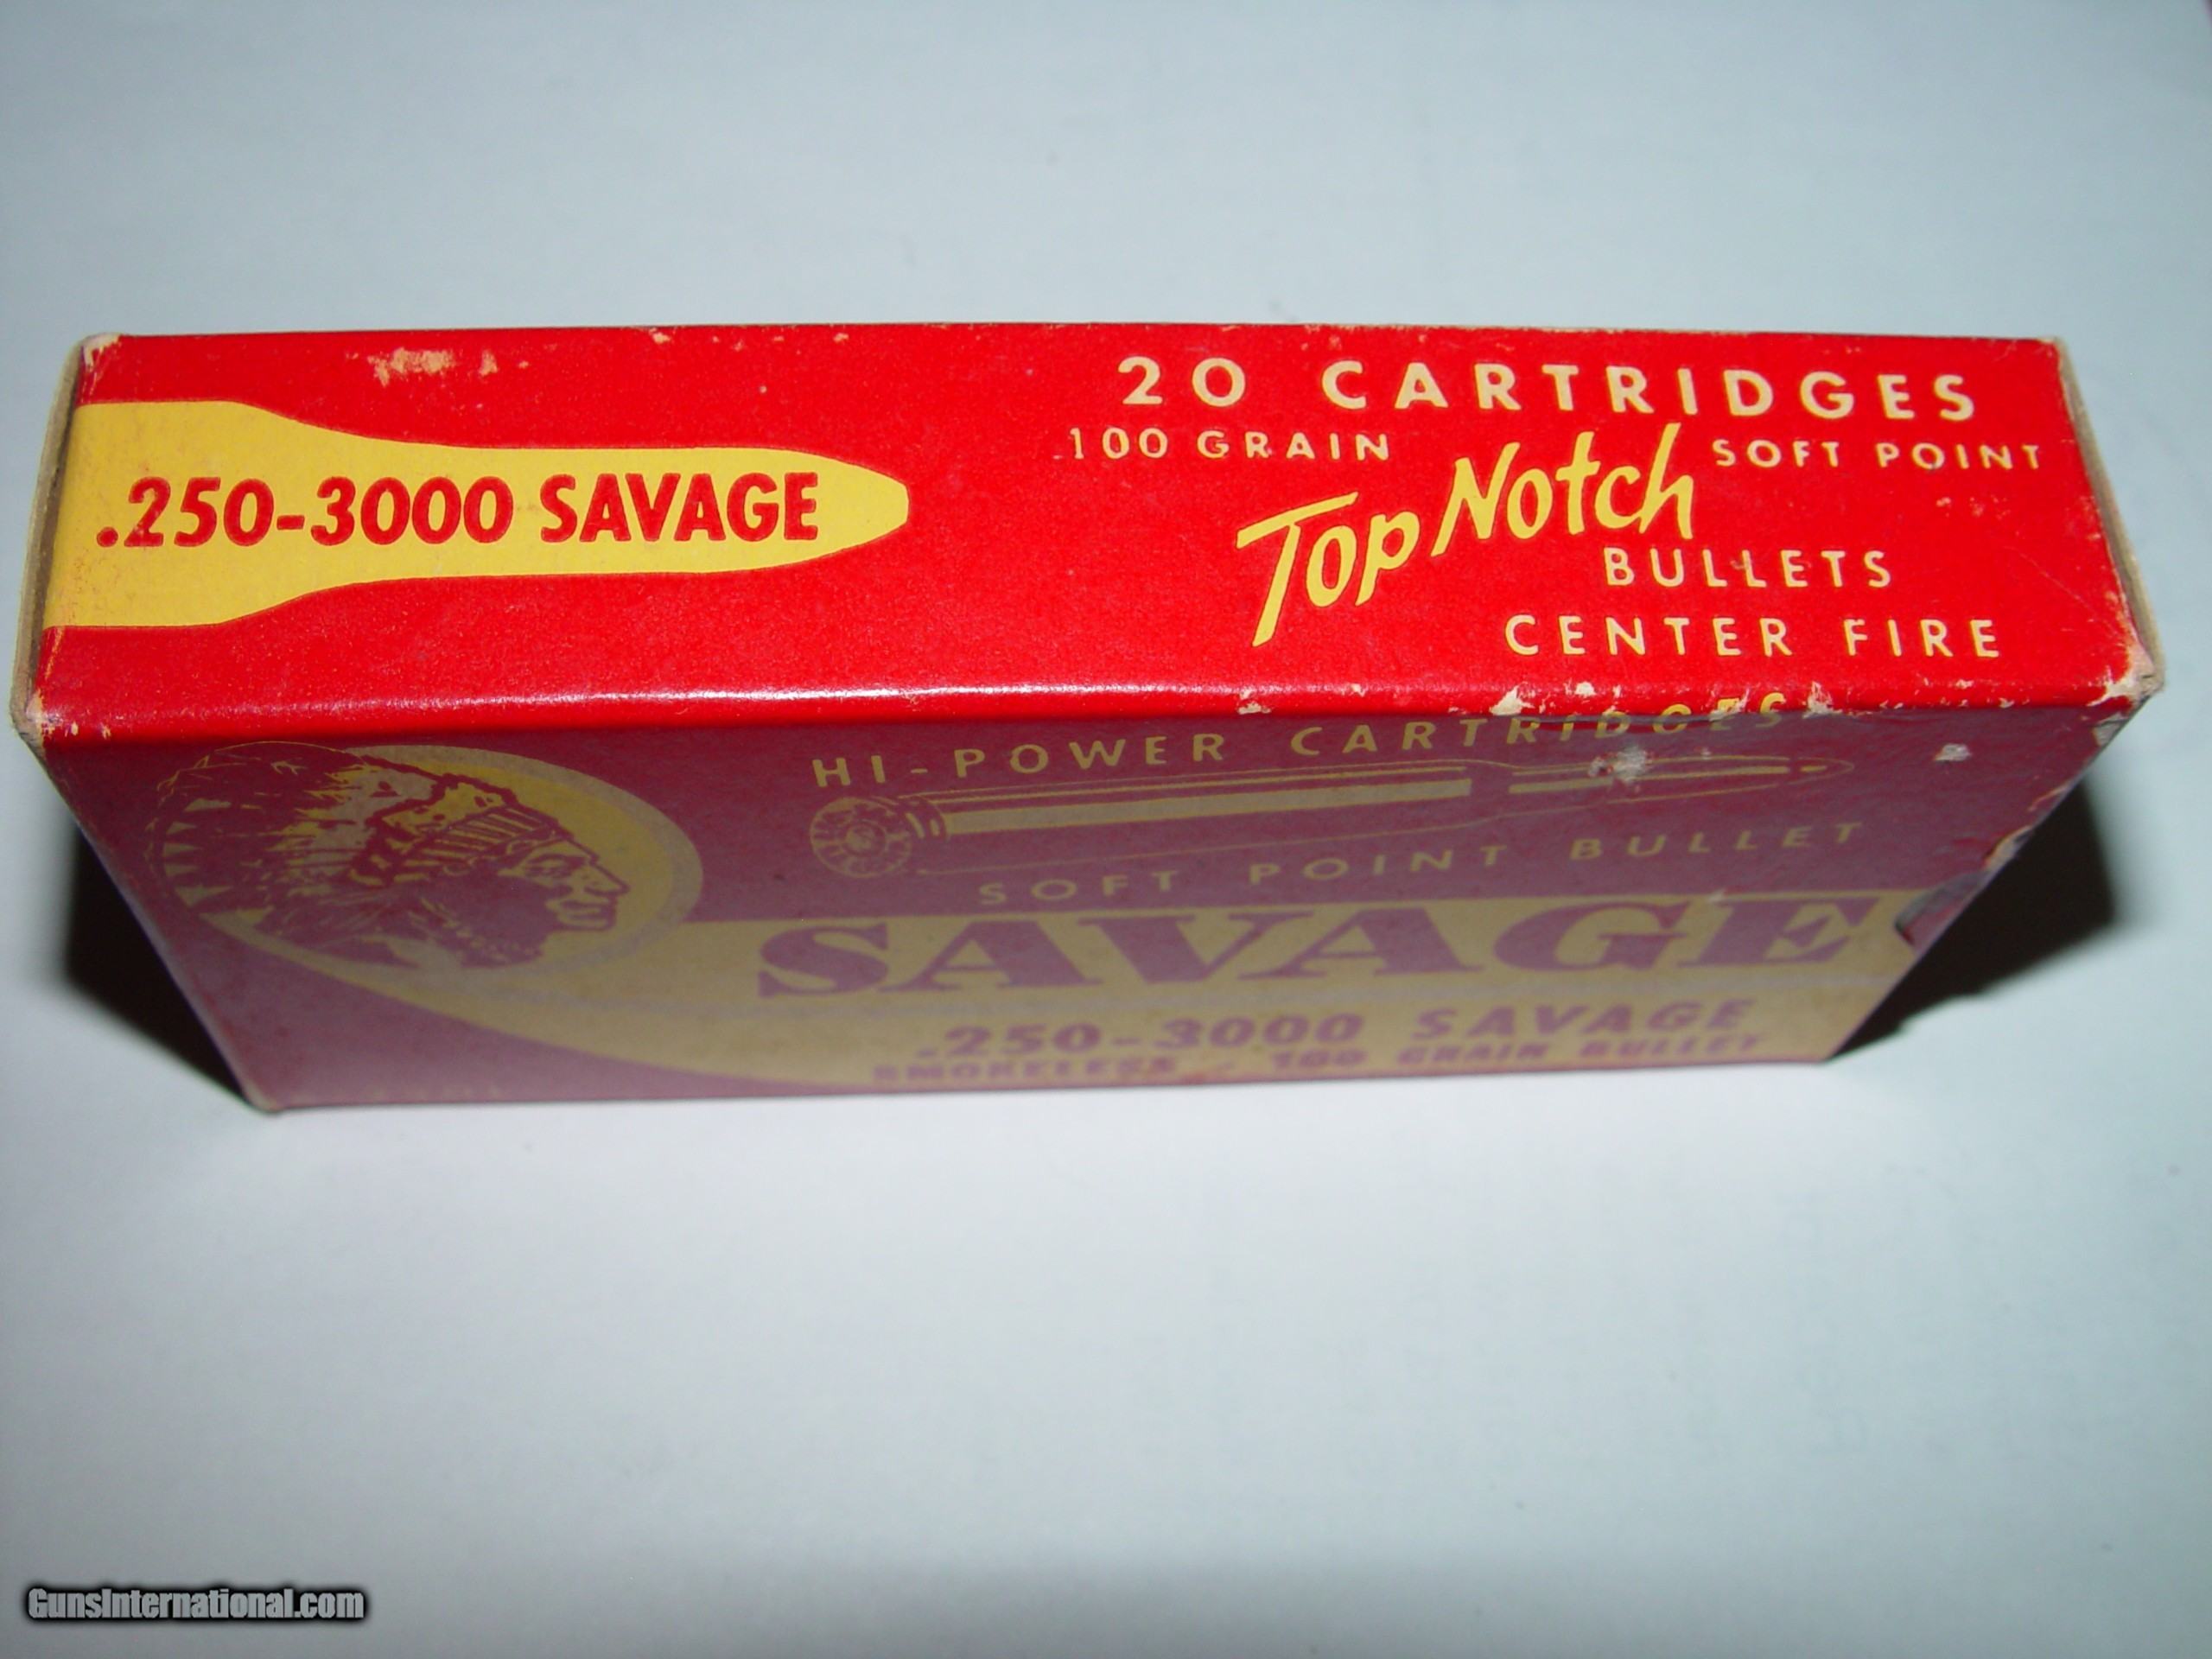 .250-3000 SAVAGE
20 CARTRIDGES
100 GRAIN
SOFT POINT
Top Notch
BULLETS
CENTER FIRE
HI-POWER CARTRIDGES
SOFT POINT BULLET
SAVAGE
.250-3000 SAVAGE
SMOKELESS - 100 GRAIN BULLET
GunsInternational.com